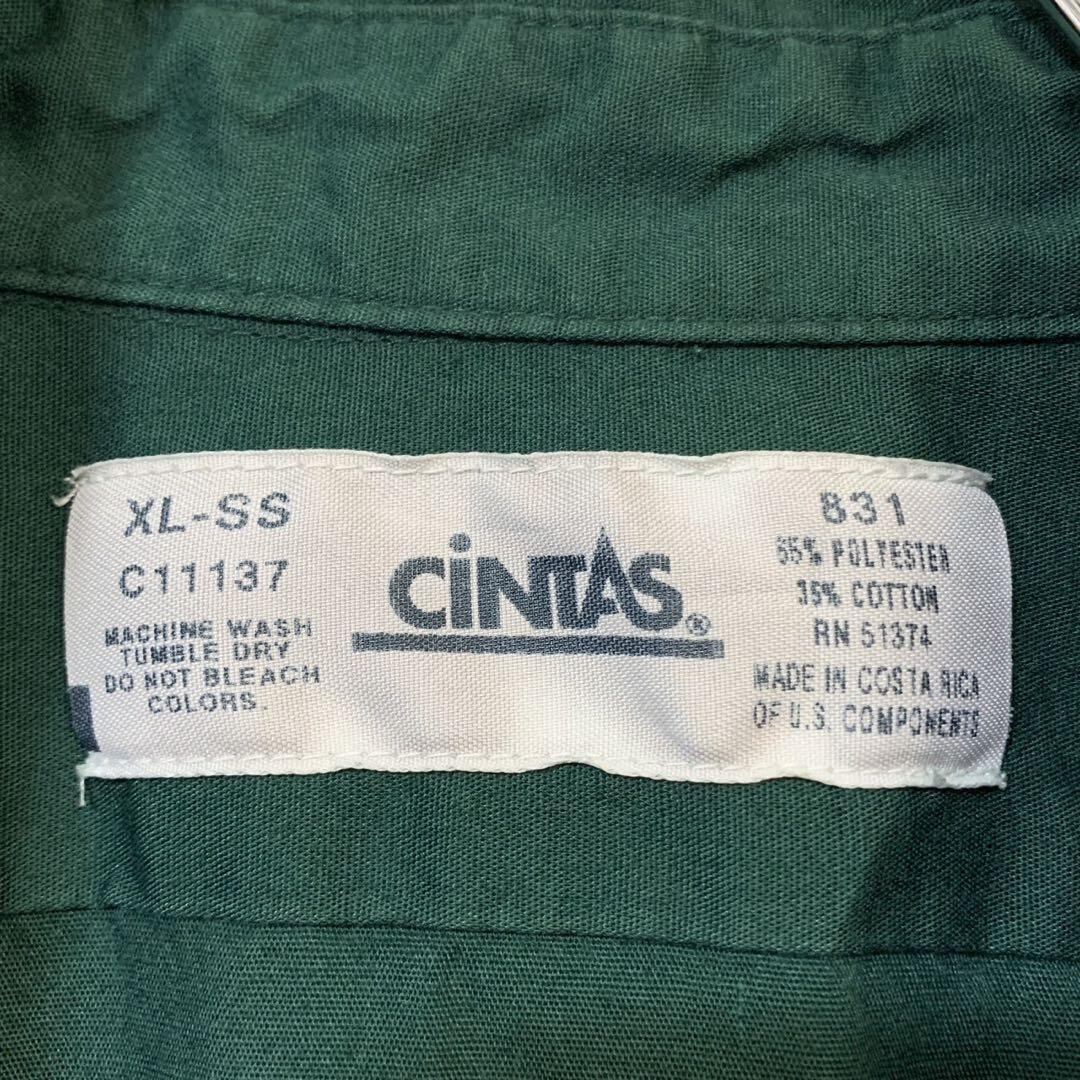 XL-SS
C11137
MACHINE WASH
TUMBLE DRY
DO NOT BLEACH
COLORS.
CiNTAS®
831
65% POLYESTER
35% COTTON
RN 51374
MADE IN COSTA RICA
OF U.S. COMPONENTS